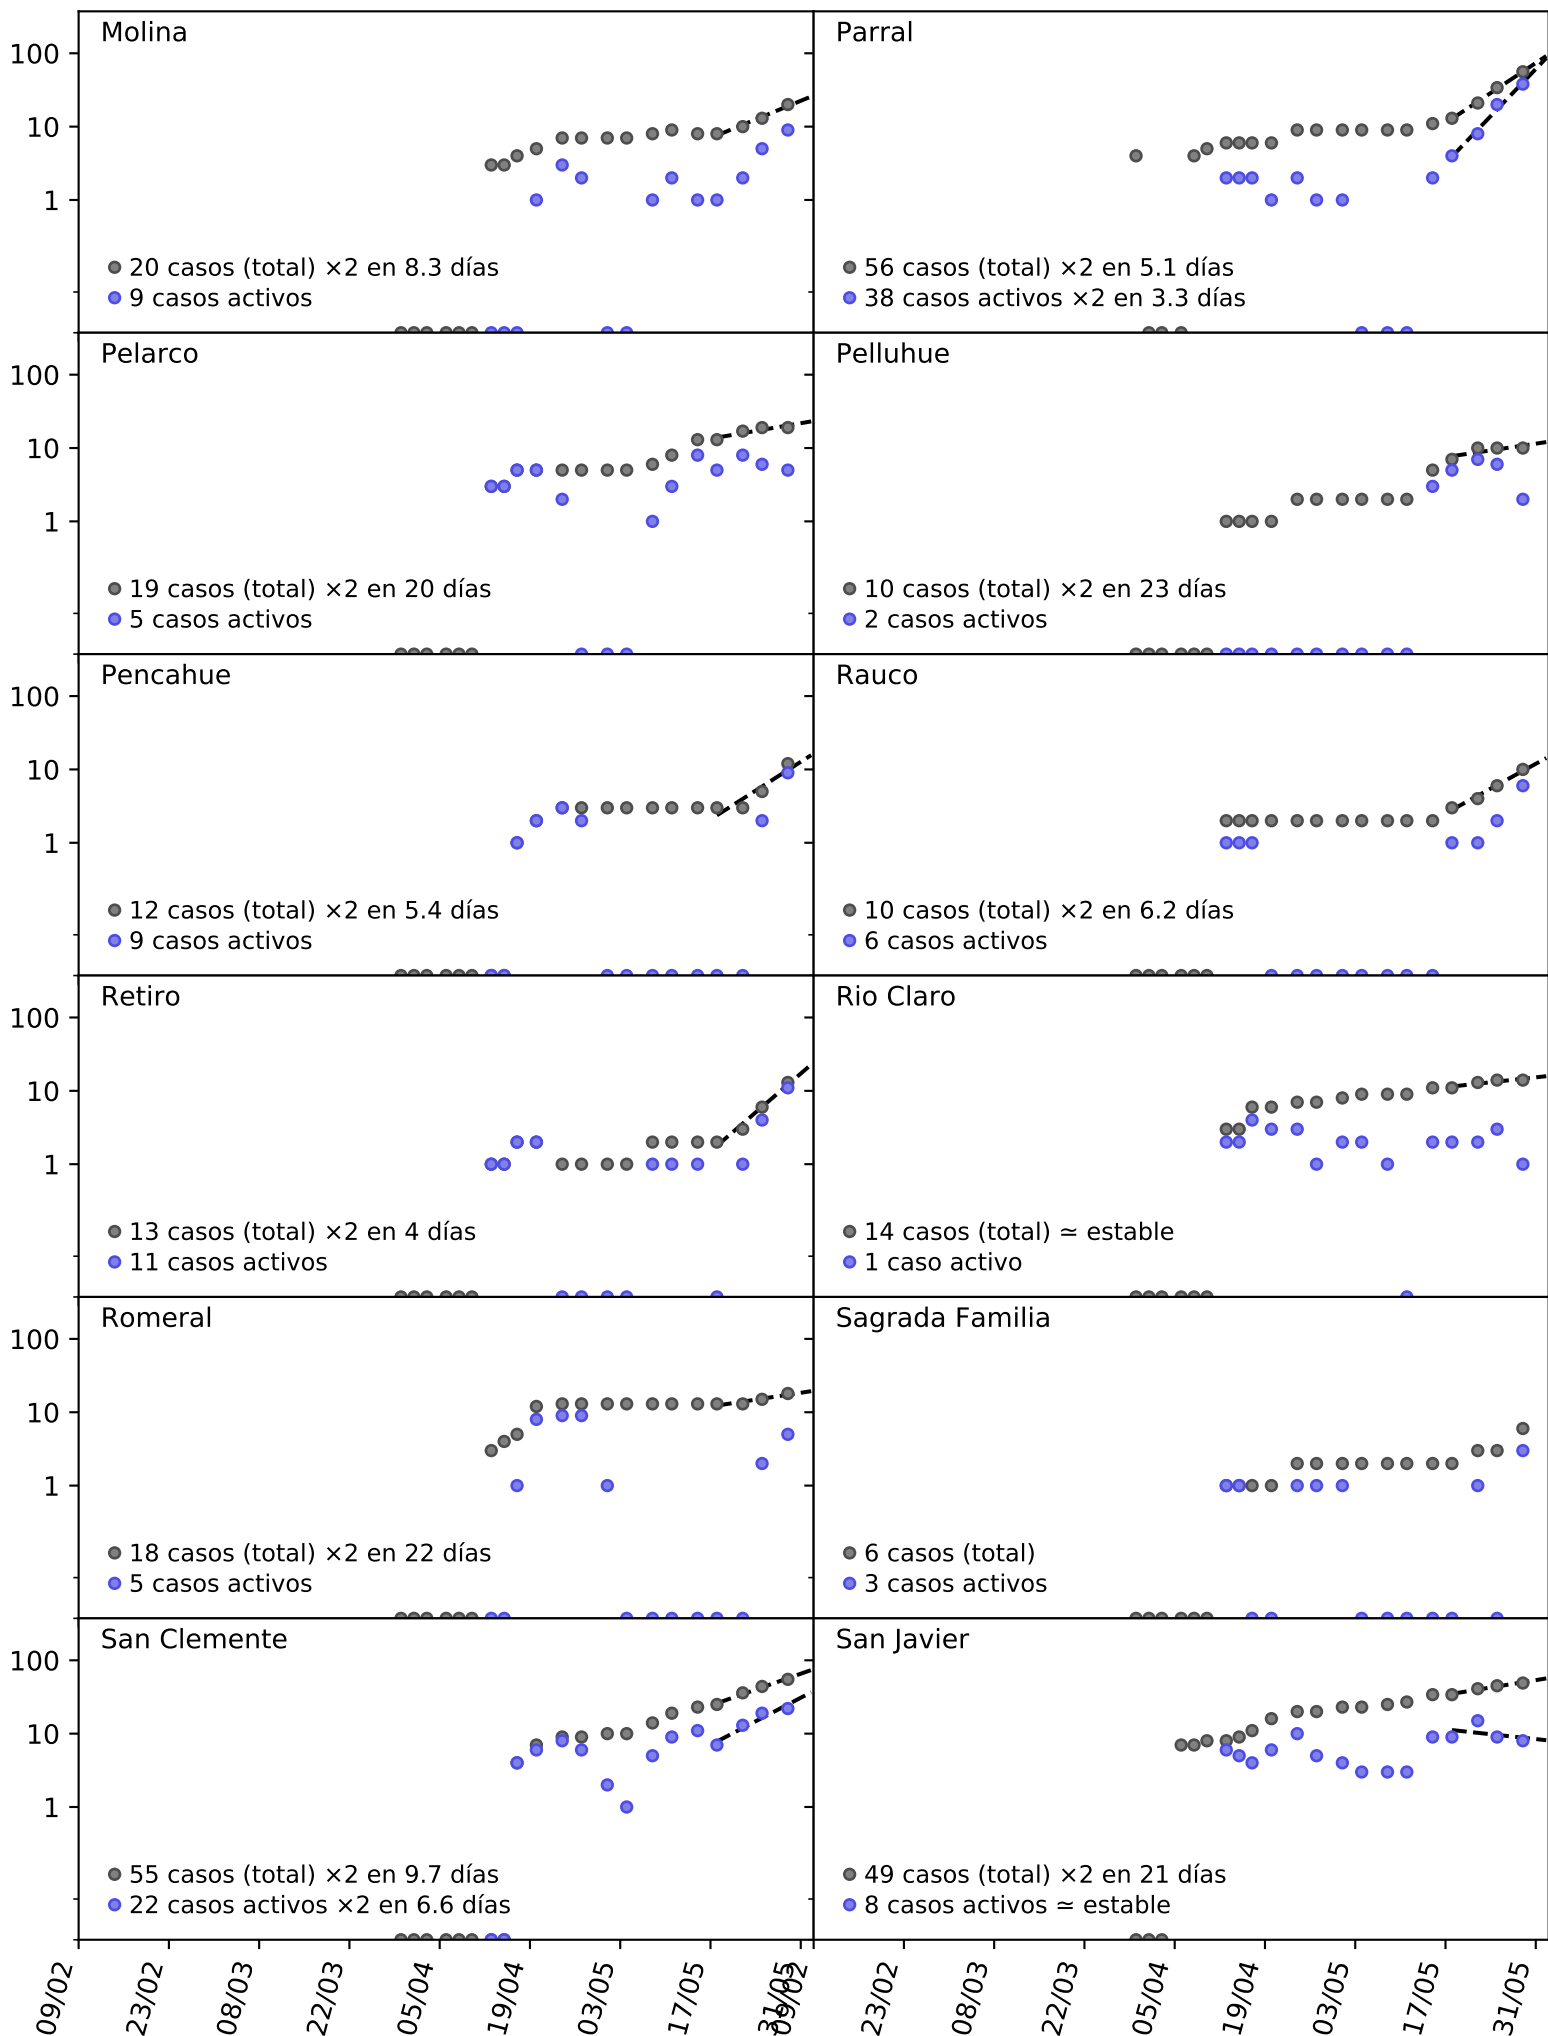 Molina
Parral
100
10
1
20 casos (total) ×2 en 8.3 días
9 casos activos
56 casos (total) ×2 en 5.1 días
38 casos activos ×2 en 3.3 días
Pelarco
Pelluhue
100
10
1
19 casos (total) ×2 en 20 días
5 casos activos
10 casos (total) ×2 en 23 días
2 casos activos
Pencahue
Rauco
100
10
1
12 casos (total) ×2 en 5.4 días
9 casos activos
10 casos (total) ×2 en 6.2 días
6 casos activos
Retiro
Rio Claro
100
10
1
13 casos (total) ×2 en 4 días
11 casos activos
14 casos (total) ≃ estable
1 caso activo
Romeral
Sagrada Familia
100
10
1
18 casos (total) ×2 en 22 días
5 casos activos
6 casos (total)
3 casos activos
San Clemente
San Javier
100
10
1
55 casos (total) ×2 en 9.7 días
22 casos activos ×2 en 6.6 días
49 casos (total) ×2 en 21 días
8 casos activos ≃ estable
09/02
23/02
08/03
22/03
05/04
19/04
03/05
17/05
31/05
09/02
23/02
08/03
22/03
05/04
19/04
03/05
17/05
31/05